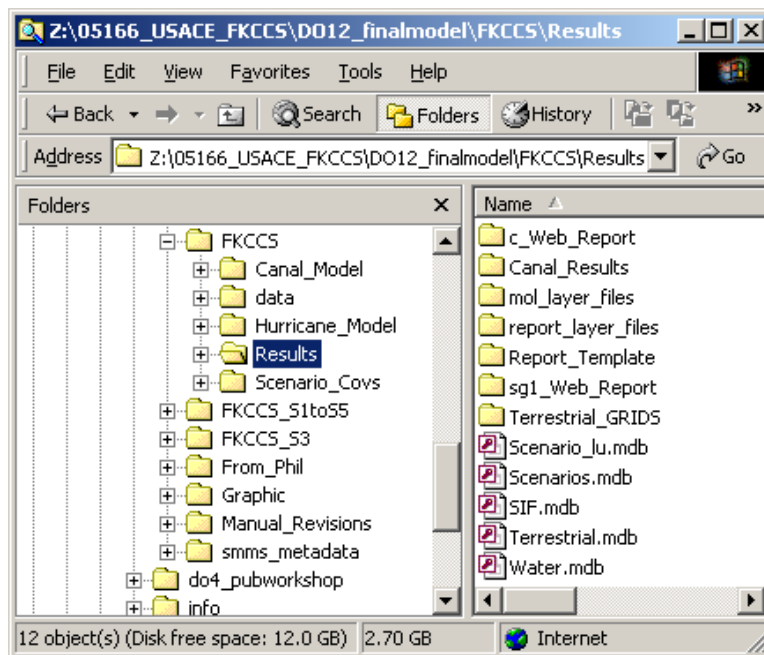 Z:\05166_USACE_FKCCS\DO12_finalmodel\FKCCS\Results
File Edit View Favorites Tools Help
Back Search Folders History »
Address Z:\05166_USACE_FKCCS\DO12_finalmodel\FKCCS\Results Go
Folders
FKCCS
Canal_Model
data
Hurricane_Model
Results
Scenario_Covs
FKCCS_S1toS5
FKCCS_S3
From_Phil
Graphic
Manual_Revisions
smms_metadata
do4_pubworkshop
info
Name
c_Web_Report
Canal_Results
mol_layer_files
report_layer_files
Report_Template
sg1_Web_Report
Terrestrial_GRIDS
Scenario_lu.mdb
Scenarios.mdb
SIF.mdb
Terrestrial.mdb
Water.mdb
12 object(s) (Disk free space: 12.0 GB) 2.70 GB Internet